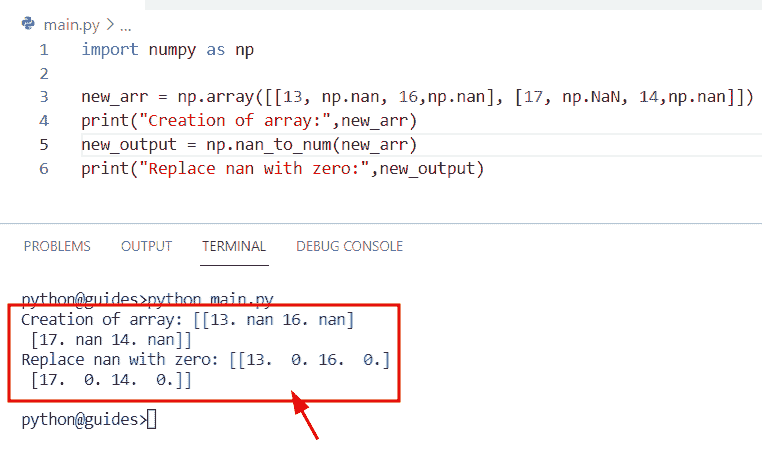 main.py > ...
1 import numpy as np
2
3 new_arr = np.array([[13, np.nan, 16,np.nan], [17, np.NaN, 14,np.nan]])
4 print("Creation of array:",new_arr)
5 new_output = np.nan_to_num(new_arr)
6 print("Replace nan with zero:",new_output)
PROBLEMS OUTPUT TERMINAL DEBUG CONSOLE
python@guides>python main.py
Creation of array: [[13. nan 16. nan]
 [17. nan 14. nan]]
Replace nan with zero: [[13.  0. 16.  0.]
 [17.  0. 14.  0.]]
python@guides>